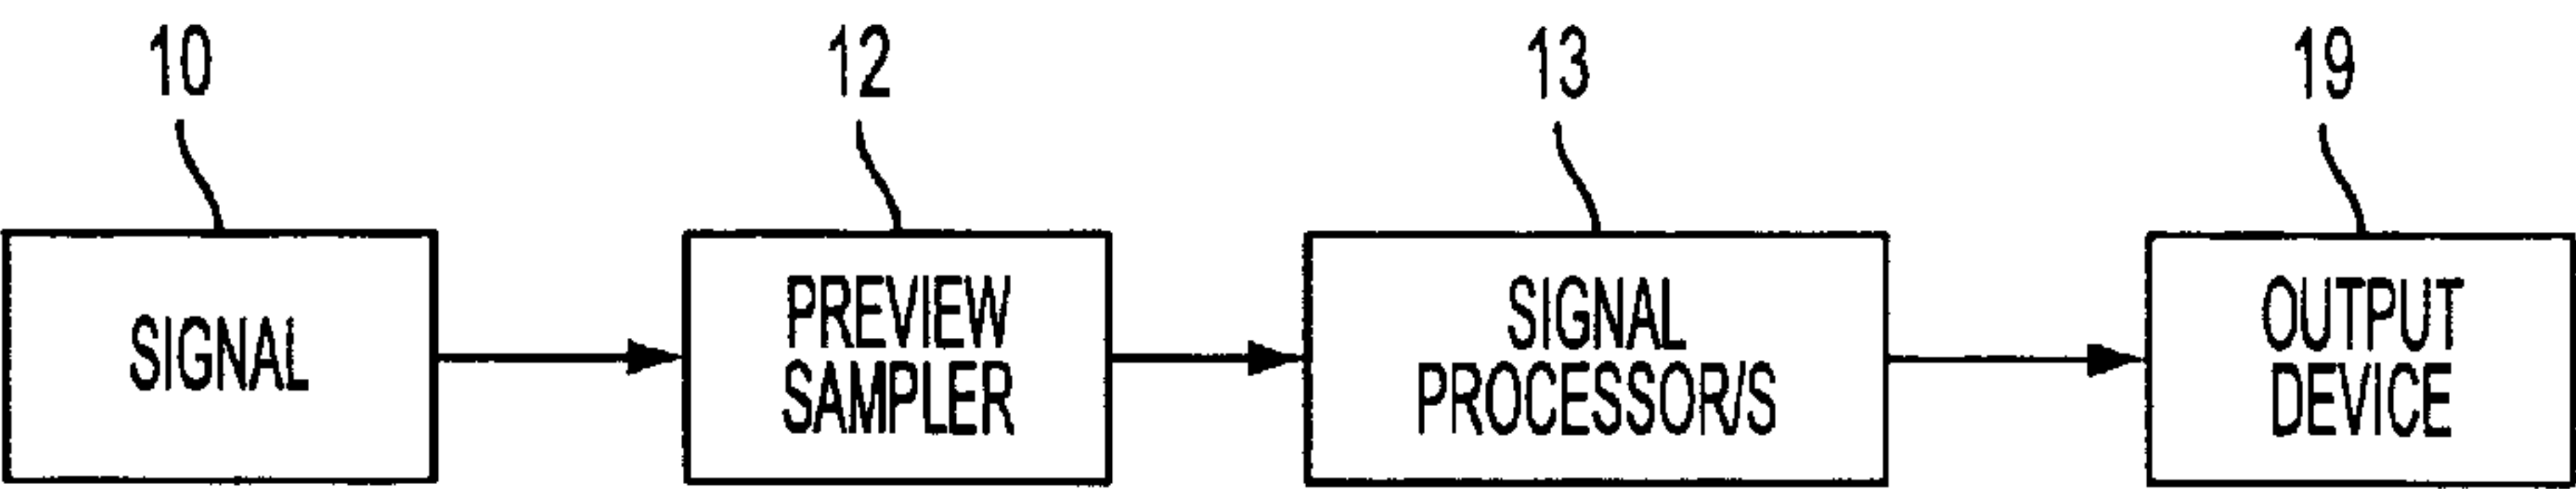 10
12
13
19
SIGNAL
PREVIEW
SAMPLER
SIGNAL
PROCESSOR/S
OUTPUT
DEVICE